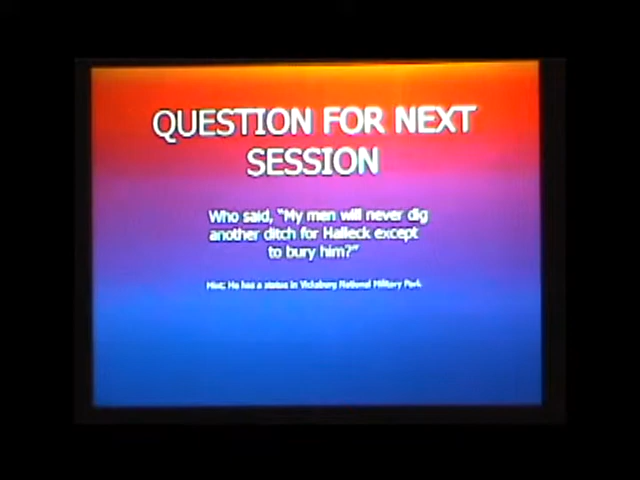 QUESTION FOR NEXT
SESSION
Who said, "My men will never dig
another ditch for Halleck except
to bury him?"
Hint: He has a statue in Vicksburg National Military Park.